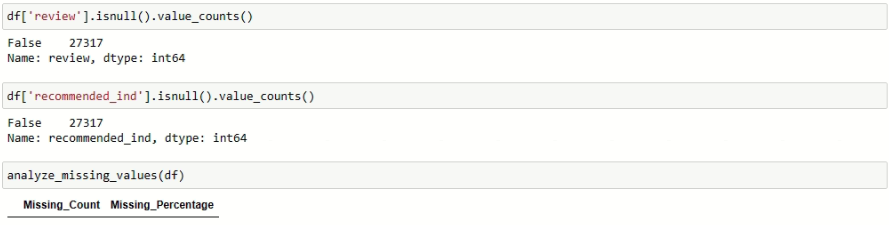 df['review'].isnull().value_counts()
False    27317
Name: review, dtype: int64
df['recommended_ind'].isnull().value_counts()
False    27317
Name: recommended_ind, dtype: int64
analyze_missing_values(df)
Missing_Count  Missing_Percentage